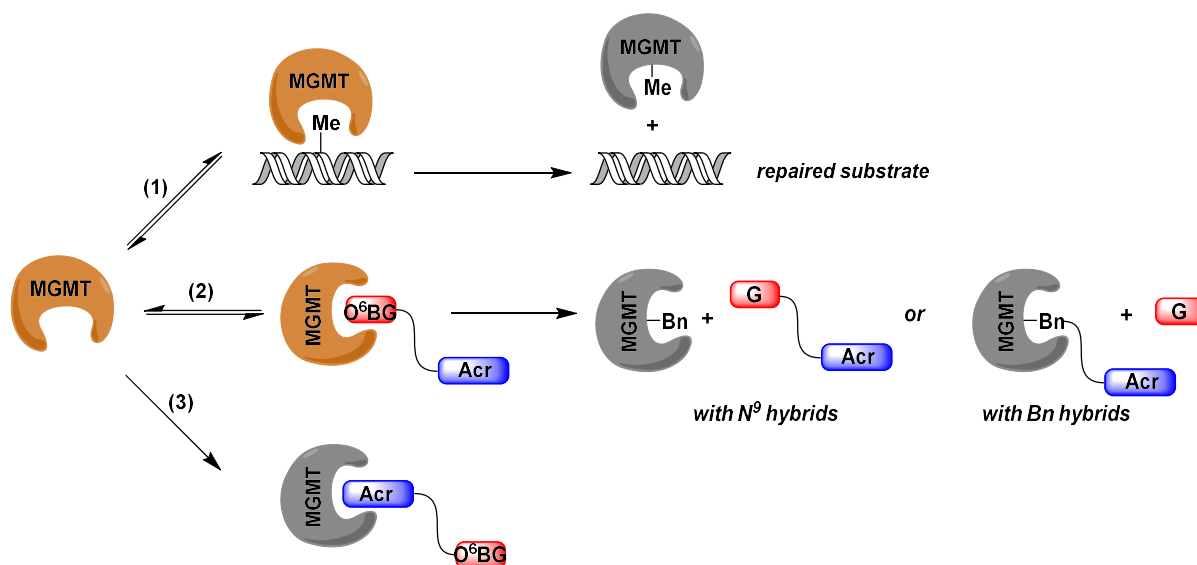 MGMT
Me
(1)
MGMT
Me
+
repaired substrate
MGMT
(2)
MGMT
O⁶BG
Acr
MGMT
Bn
+
G
Acr
with N⁹ hybrids
or
MGMT
Bn
Acr
+
G
with Bn hybrids
(3)
MGMT
Acr
O⁶BG